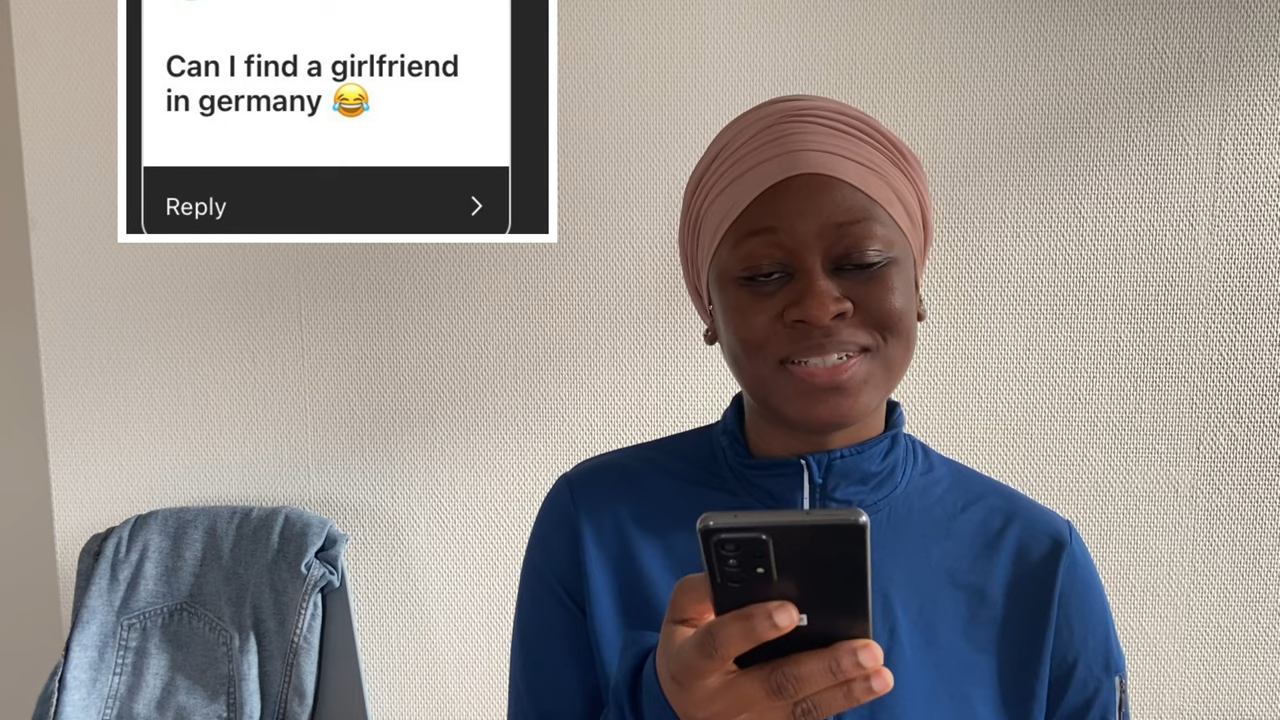 Can I find a girlfriend
in germany 😂
Reply